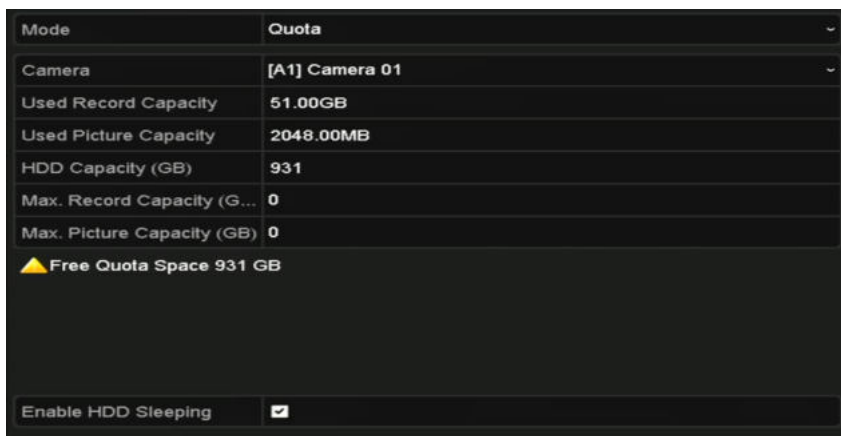 Mode Quota
Camera [A1] Camera 01
Used Record Capacity 51.00GB
Used Picture Capacity 2048.00MB
HDD Capacity (GB) 931
Max. Record Capacity (G... 0
Max. Picture Capacity (GB) 0
Free Quota Space 931 GB
Enable HDD Sleeping